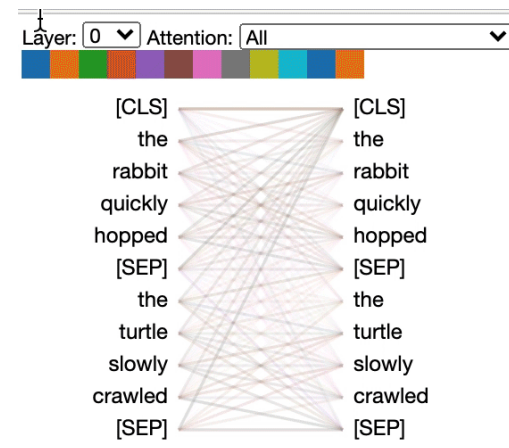 Layer: 0 Attention: All
[CLS] [CLS]
the the
rabbit rabbit
quickly quickly
hopped hopped
[SEP] [SEP]
the the
turtle turtle
slowly slowly
crawled crawled
[SEP] [SEP]